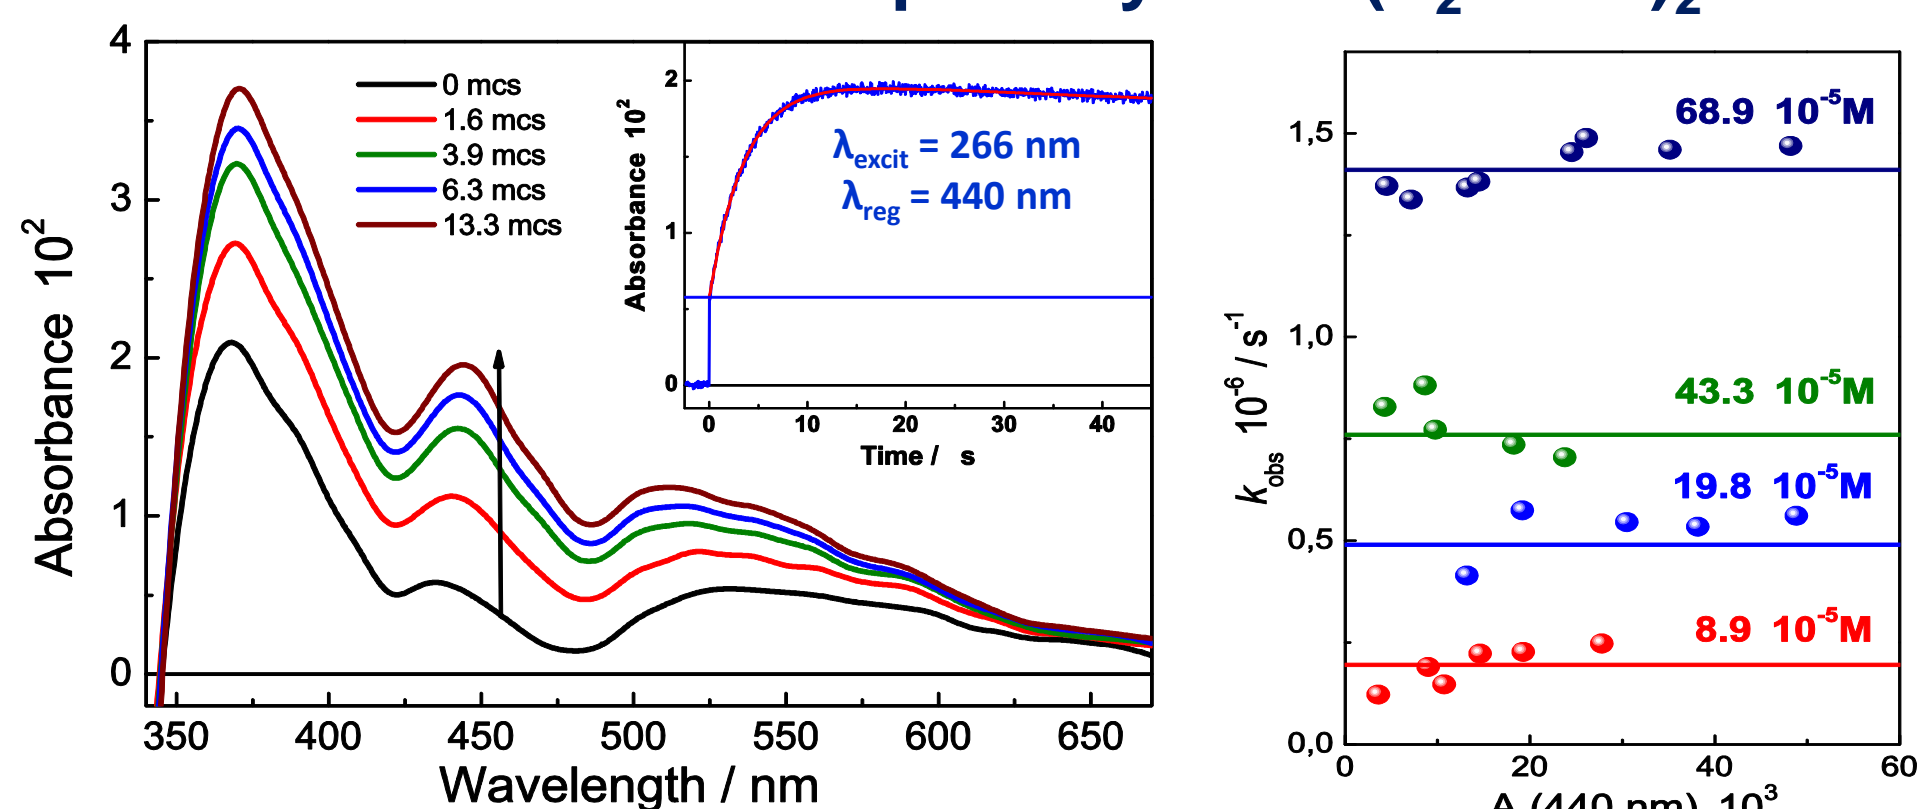 4
3
2
1
0
Absorbance 10²
0 mcs
1.6 mcs
3.9 mcs
6.3 mcs
13.3 mcs
350 400 450 500 550 600 650
Wavelength / nm
2
1
0
Absorbance 10²
λexcit = 266 nm
λreg = 440 nm
0 10 20 30 40
Time / s
1,5
1,0
0,5
0,0
kobs 10⁻⁶ / s⁻¹
68.9 10⁻⁵M
43.3 10⁻⁵M
19.8 10⁻⁵M
8.9 10⁻⁵M
0 20 40 60
A (440 nm) 10³